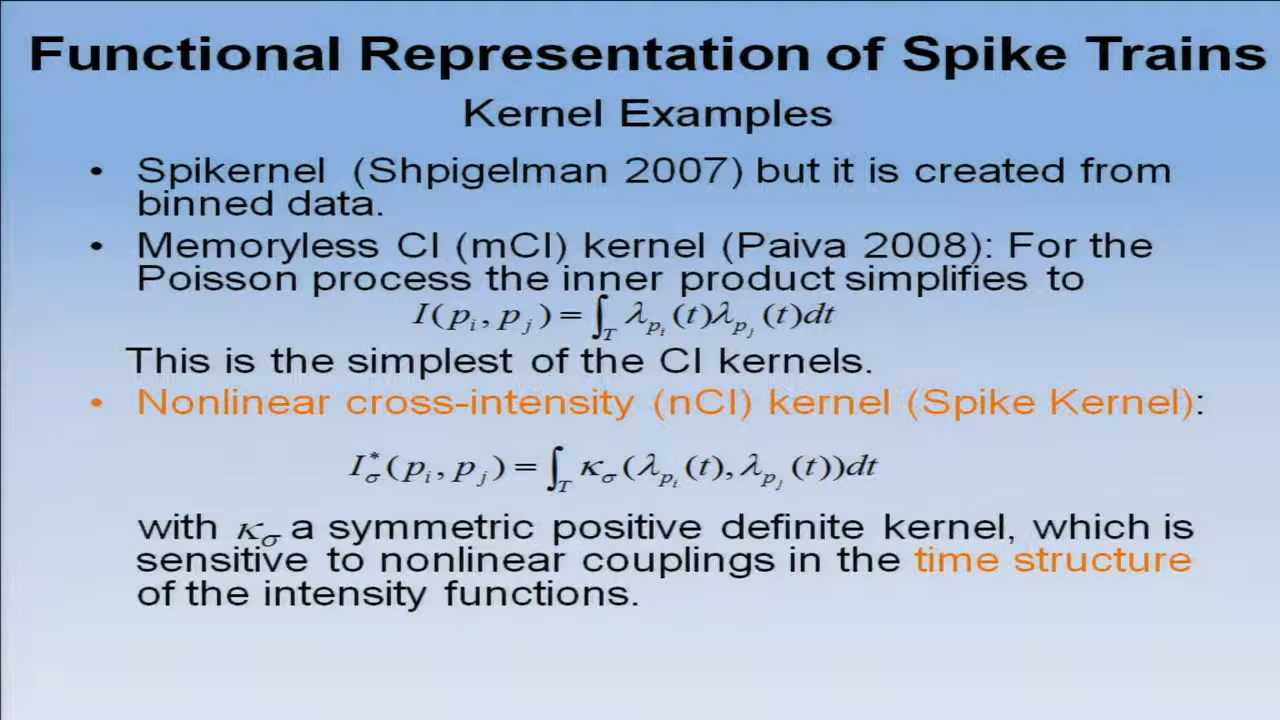 Functional Representation of Spike Trains
Kernel Examples
• Spikernel (Shpigelman 2007) but it is created from
binned data.
• Memoryless CI (mCI) kernel (Paiva 2008): For the
Poisson process the inner product simplifies to
I(p_i, p_j) = ∫_T λ_{p_i}(t)λ_{p_j}(t)dt
This is the simplest of the CI kernels.
• Nonlinear cross-intensity (nCI) kernel (Spike Kernel):
I_σ^*(p_i, p_j) = ∫_T κ_σ(λ_{p_i}(t), λ_{p_j}(t))dt
with κ_σ a symmetric positive definite kernel, which is
sensitive to nonlinear couplings in the time structure
of the intensity functions.